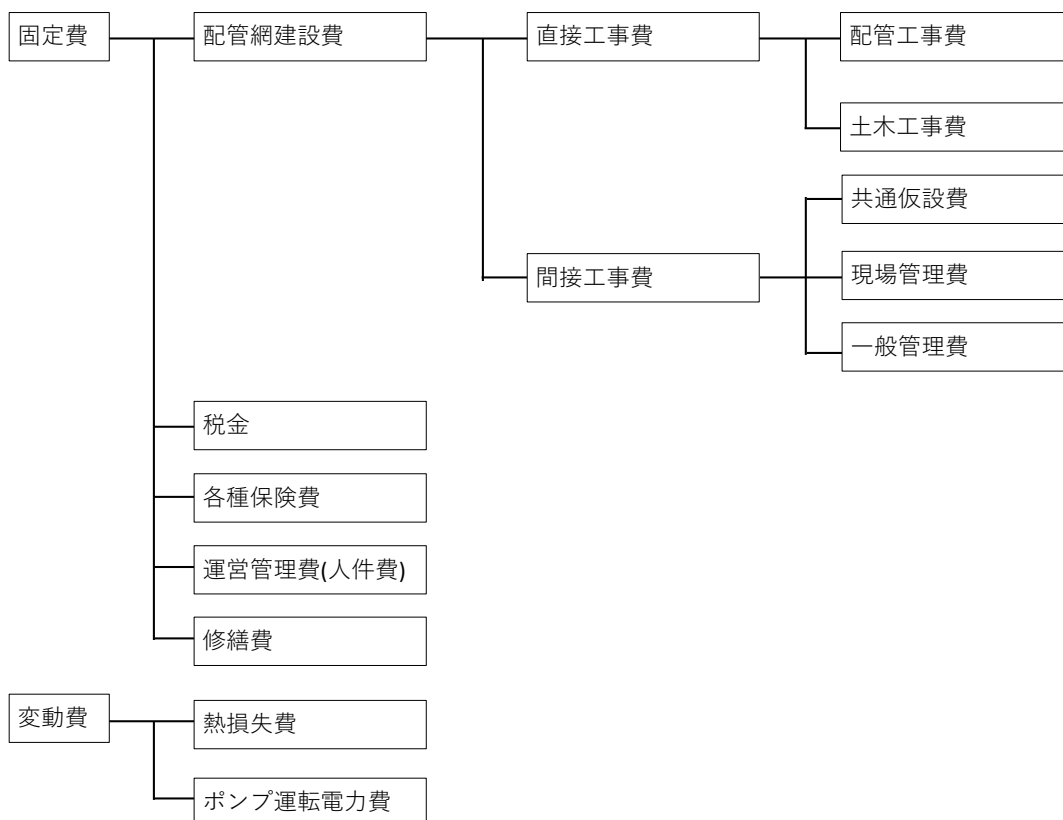 固定費
配管網建設費
直接工事費
配管工事費
土木工事費
共通仮設費
間接工事費
現場管理費
一般管理費
税金
各種保険費
運営管理費(人件費)
修繕費
変動費
熱損失費
ポンプ運転電力費